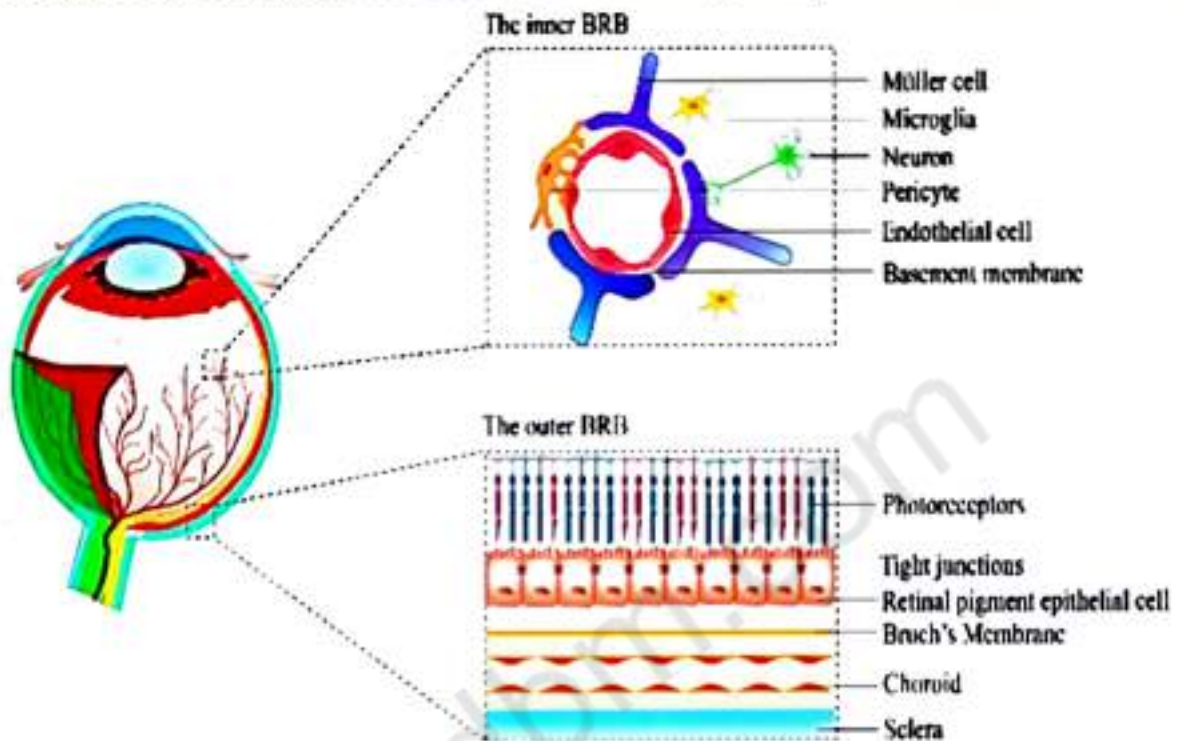 The inner BRB
Müller cell
Microglia
Neuron
Pericyte
Endothelial cell
Basement membrane
The outer BRB
Photoreceptors
Tight junctions
Retinal pigment epithelial cell
Bruch's Membrane
Choroid
Sclera